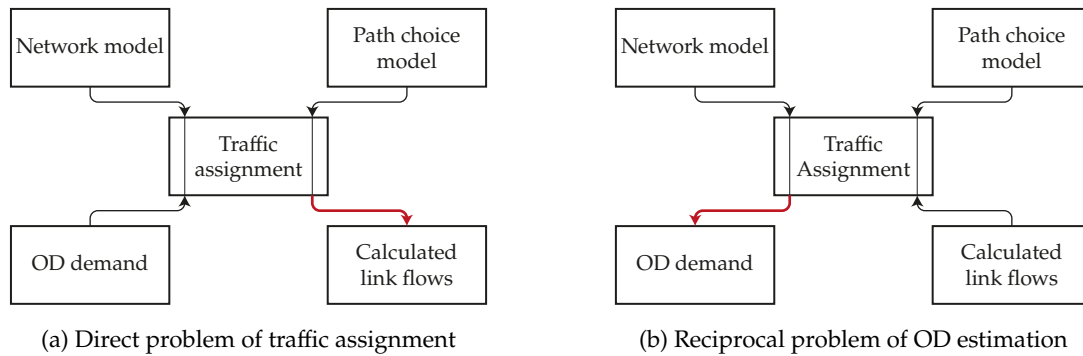 Network model
Path choice
model
Traffic
assignment
OD demand
Calculated
link flows
(a) Direct problem of traffic assignment
Network model
Path choice
model
Traffic
Assignment
OD demand
Calculated
link flows
(b) Reciprocal problem of OD estimation